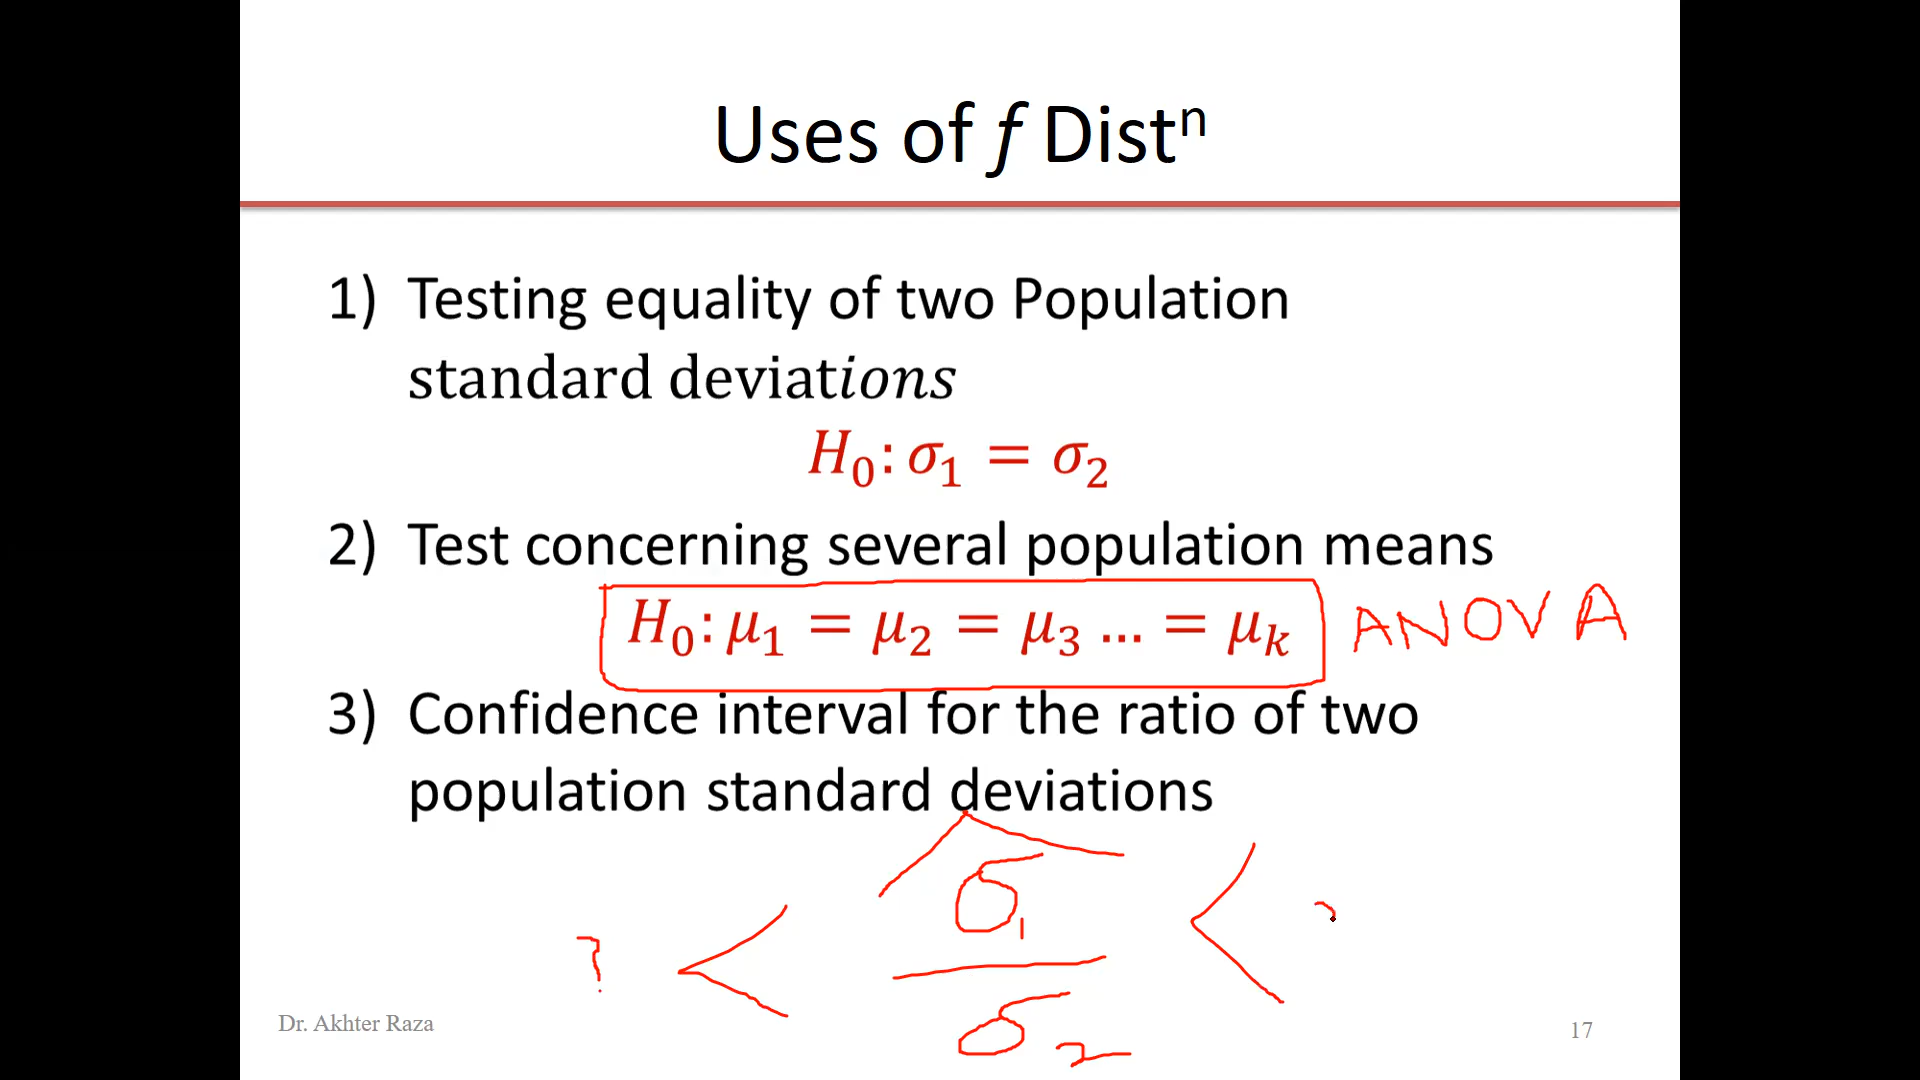 Uses of f Distⁿ
1) Testing equality of two Population
standard deviations
H₀: σ₁ = σ₂
2) Test concerning several population means
H₀: μ₁ = μ₂ = μ₃ … = μₖ ANOVA
3) Confidence interval for the ratio of two
population standard deviations
? < σ₁ / σ₂ <
Dr. Akhter Raza
17